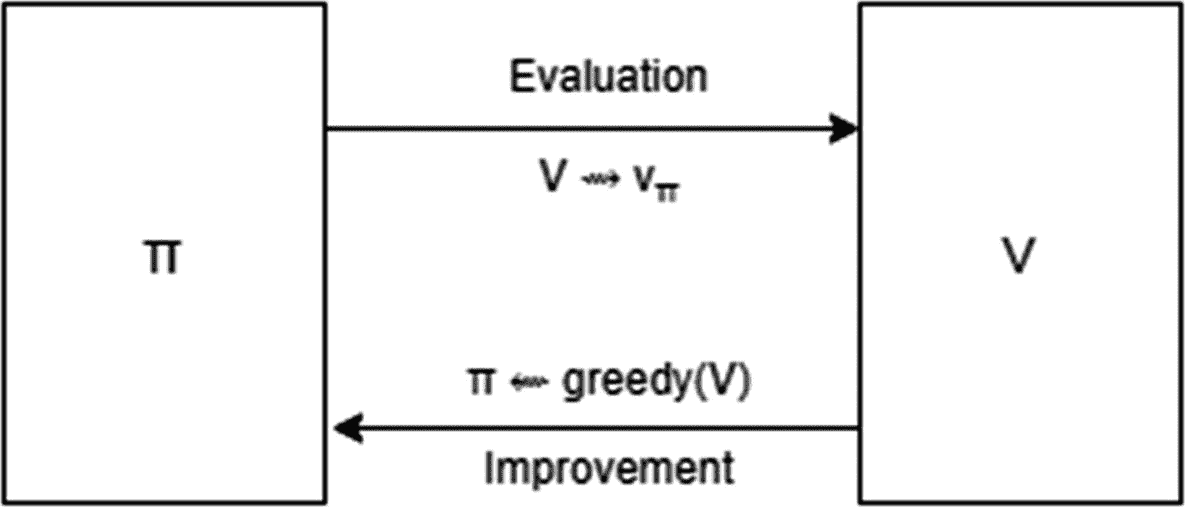 Evaluation
V ⇝ vπ
π
V
π ⇜ greedy(V)
Improvement